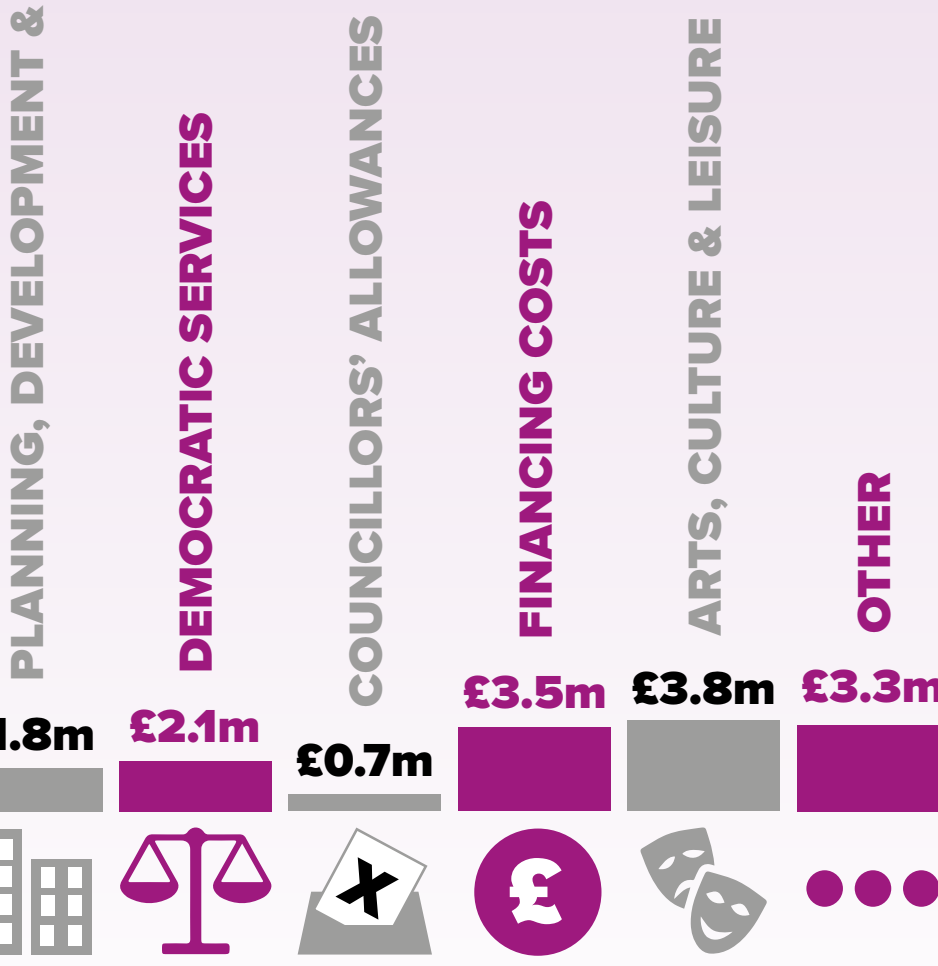 PLANNING, DEVELOPMENT &
DEMOCRATIC SERVICES
COUNCILLORS’ ALLOWANCES
FINANCING COSTS
ARTS, CULTURE & LEISURE
OTHER
.8m
£2.1m
£0.7m
£3.5m
£3.8m
£3.3m
X
£